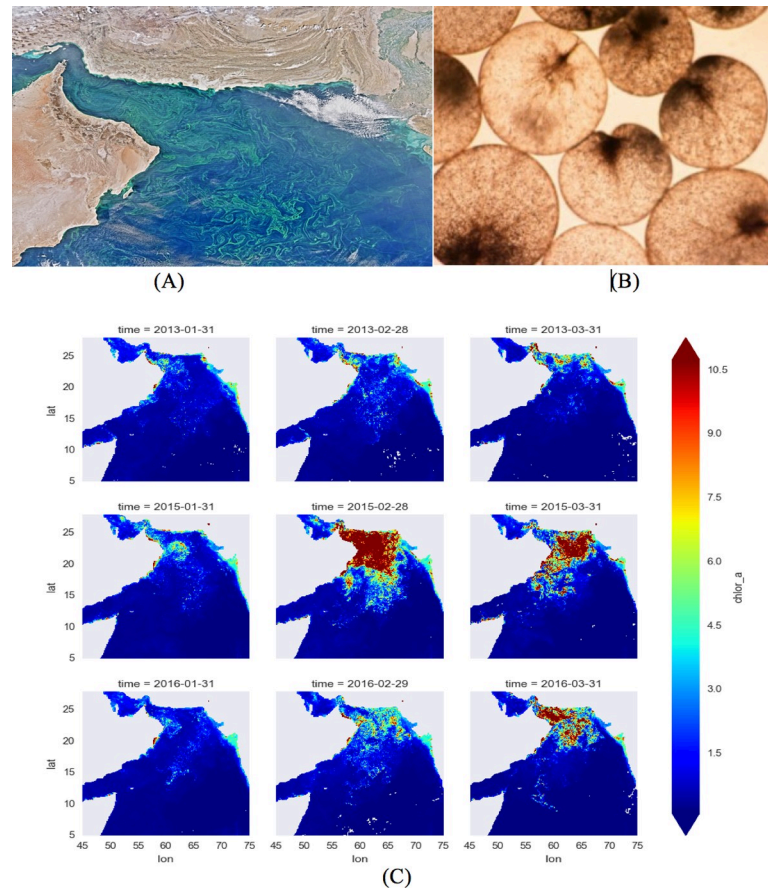 (A)
(B)
time = 2013-01-31
time = 2013-02-28
time = 2013-03-31
25
20
15
10
5
lat
time = 2015-01-31
time = 2015-02-28
time = 2015-03-31
25
20
15
10
5
lat
time = 2016-01-31
time = 2016-02-29
time = 2016-03-31
25
20
15
10
5
lat
45 50 55 60 65 70 75
lon
45 50 55 60 65 70 75
lon
45 50 55 60 65 70 75
lon
10.5
9.0
7.5
6.0
4.5
3.0
1.5
chlor_a
(C)